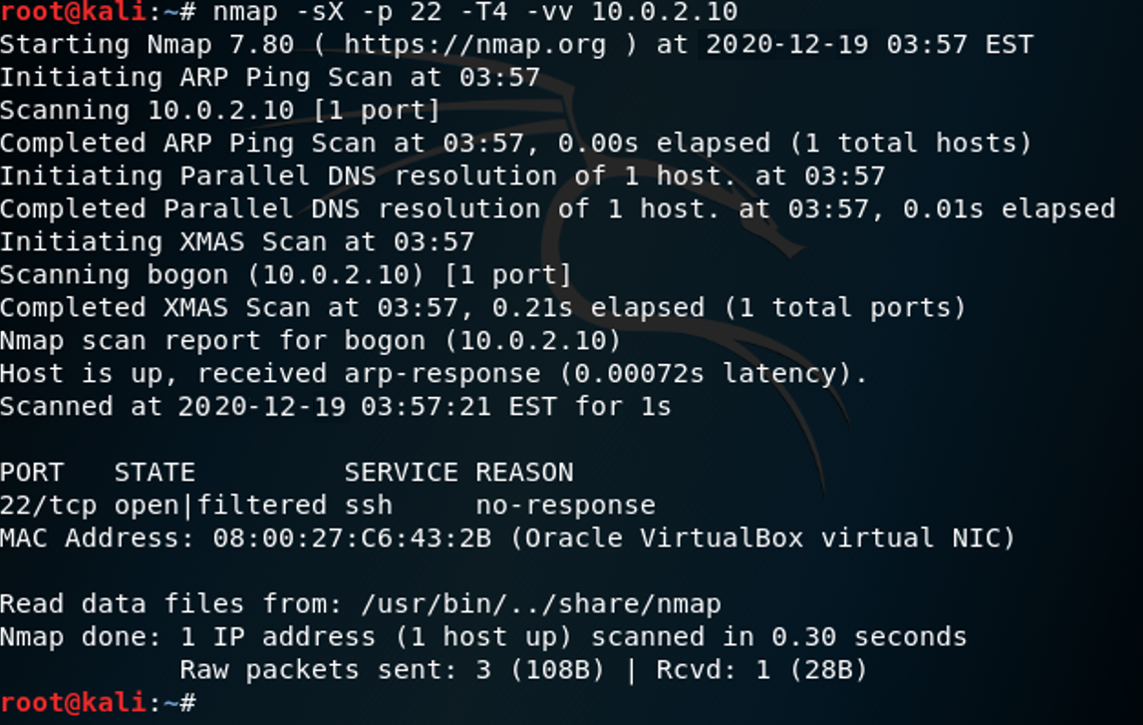 root@kali:~# nmap -sX -p 22 -T4 -vv 10.0.2.10
Starting Nmap 7.80 ( https://nmap.org ) at 2020-12-19 03:57 EST
Initiating ARP Ping Scan at 03:57
Scanning 10.0.2.10 [1 port]
Completed ARP Ping Scan at 03:57, 0.00s elapsed (1 total hosts)
Initiating Parallel DNS resolution of 1 host. at 03:57
Completed Parallel DNS resolution of 1 host. at 03:57, 0.01s elapsed
Initiating XMAS Scan at 03:57
Scanning bogon (10.0.2.10) [1 port]
Completed XMAS Scan at 03:57, 0.21s elapsed (1 total ports)
Nmap scan report for bogon (10.0.2.10)
Host is up, received arp-response (0.00072s latency).
Scanned at 2020-12-19 03:57:21 EST for 1s

PORT   STATE         SERVICE REASON
22/tcp open|filtered ssh     no-response
MAC Address: 08:00:27:C6:43:2B (Oracle VirtualBox virtual NIC)

Read data files from: /usr/bin/../share/nmap
Nmap done: 1 IP address (1 host up) scanned in 0.30 seconds
           Raw packets sent: 3 (108B) | Rcvd: 1 (28B)
root@kali:~#